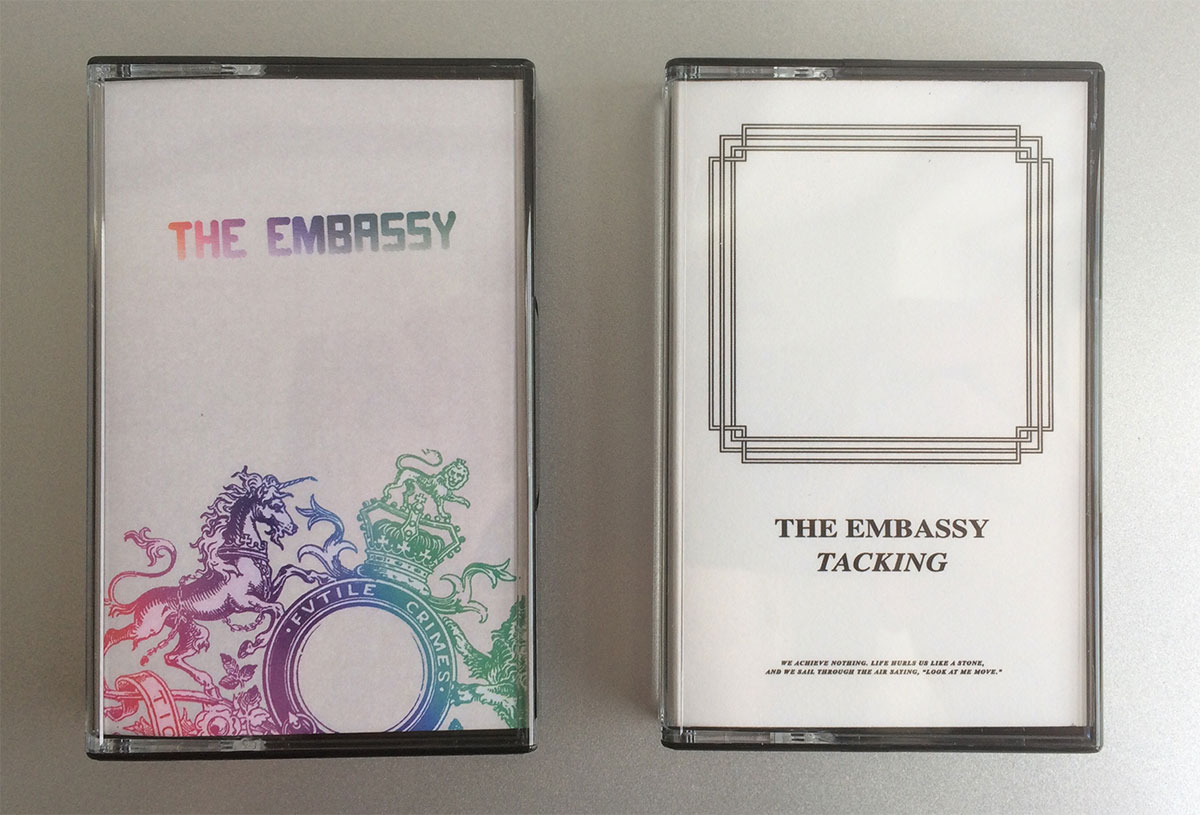 THE EMBASSY
·FVTILE CRIMES·
THE EMBASSY
TACKING
WE ACHIEVE NOTHING. LIFE HURLS US LIKE A STONE,
AND WE SAIL THROUGH THE AIR SAYING, "LOOK AT ME MOVE."